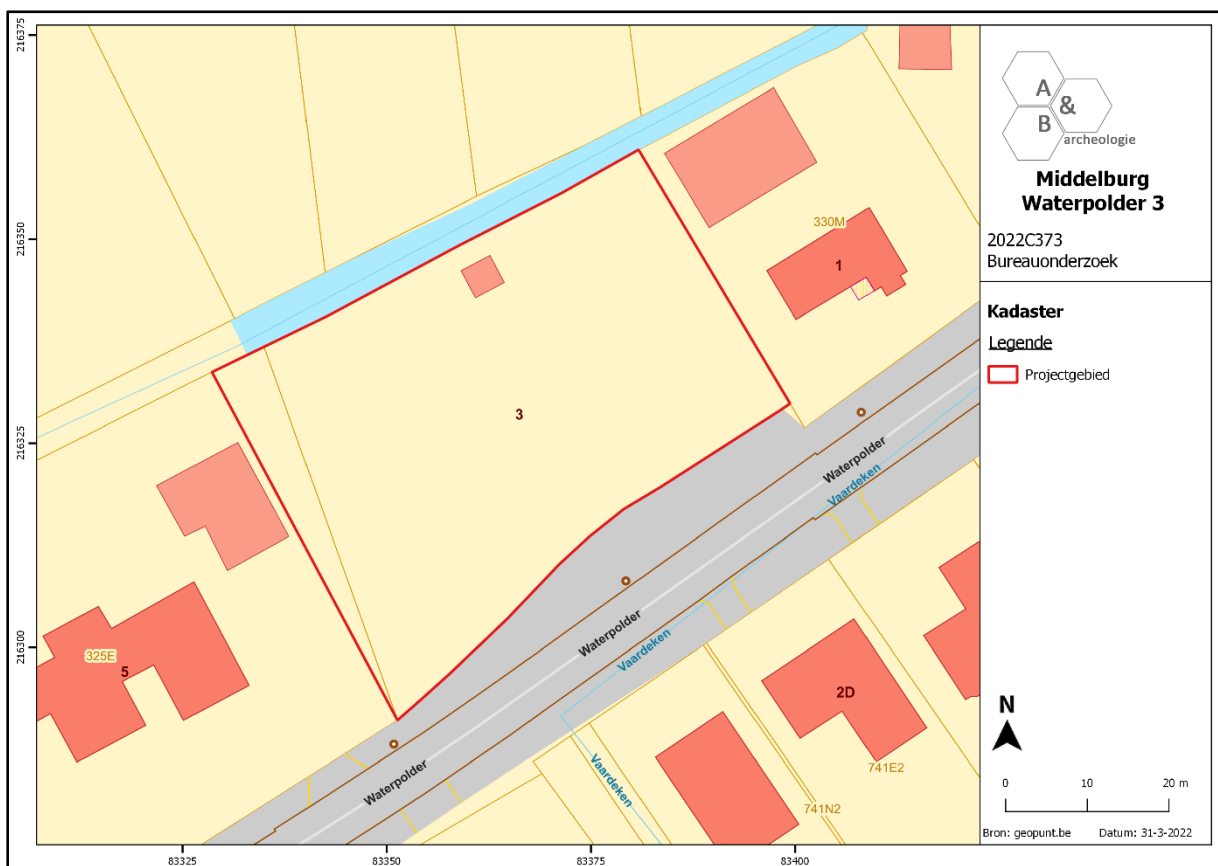 216375
216350
216325
216300
83325
83350
83375
83400
330M
1
3
325E
5
Waterpolder
Vaardeken
Waterpolder
Vaardeken
Waterpolder
Vaardeken
2D
741E2
741N2
A
&
B
archeologie
Middelburg
Waterpolder 3
2022C373
Bureauonderzoek
Kadaster
Legende
Projectgebied
N
0 10 20 m
Bron: geopunt.be Datum: 31-3-2022